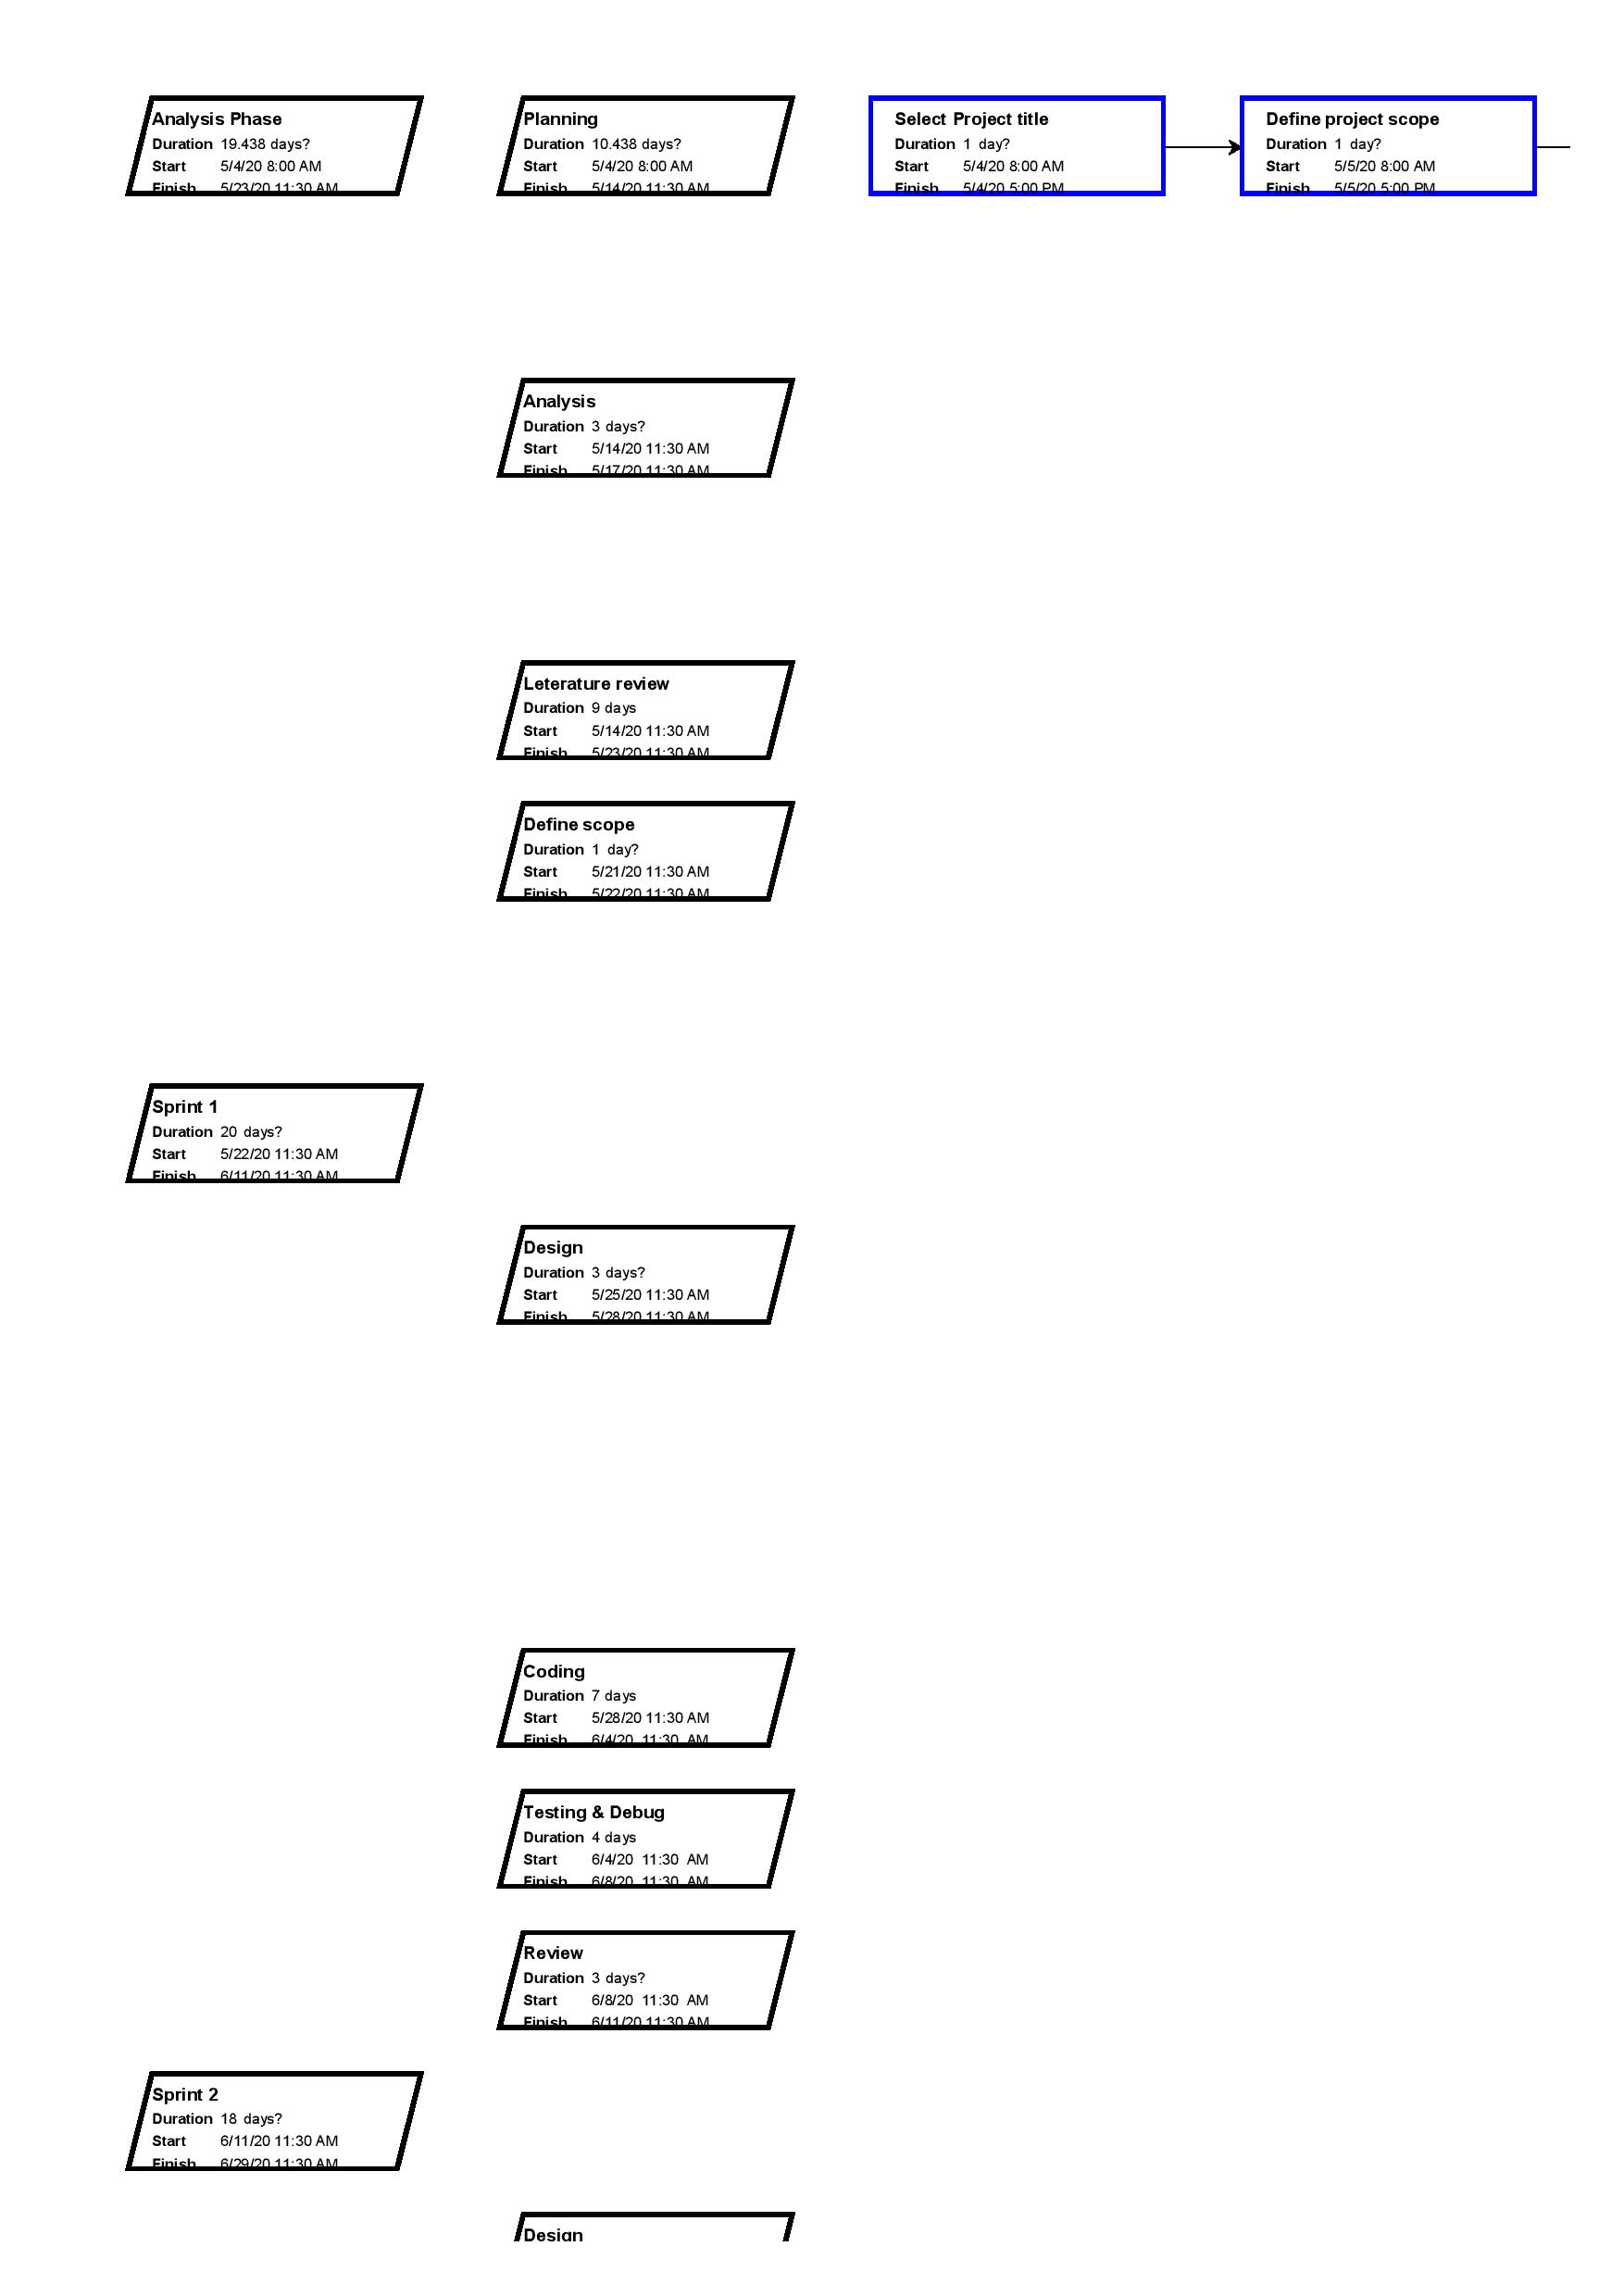 Analysis Phase
Duration 19.438 days?
Start 5/4/20 8:00 AM
Finish 5/23/20 11:30 AM
Planning
Duration 10.438 days?
Start 5/4/20 8:00 AM
Finish 5/14/20 11:30 AM
Select Project title
Duration 1 day?
Start 5/4/20 8:00 AM
Finish 5/4/20 5:00 PM
Define project scope
Duration 1 day?
Start 5/5/20 8:00 AM
Finish 5/5/20 5:00 PM
Analysis
Duration 3 days?
Start 5/14/20 11:30 AM
Finish 5/17/20 11:30 AM
Leterature review
Duration 9 days
Start 5/14/20 11:30 AM
Finish 5/23/20 11:30 AM
Define scope
Duration 1 day?
Start 5/21/20 11:30 AM
Finish 5/22/20 11:30 AM
Sprint 1
Duration 20 days?
Start 5/22/20 11:30 AM
Finish 6/11/20 11:30 AM
Design
Duration 3 days?
Start 5/25/20 11:30 AM
Finish 5/28/20 11:30 AM
Coding
Duration 7 days
Start 5/28/20 11:30 AM
Finish 6/4/20 11:30 AM
Testing & Debug
Duration 4 days
Start 6/4/20 11:30 AM
Finish 6/8/20 11:30 AM
Review
Duration 3 days?
Start 6/8/20 11:30 AM
Finish 6/11/20 11:30 AM
Sprint 2
Duration 18 days?
Start 6/11/20 11:30 AM
Finish 6/29/20 11:30 AM
Design